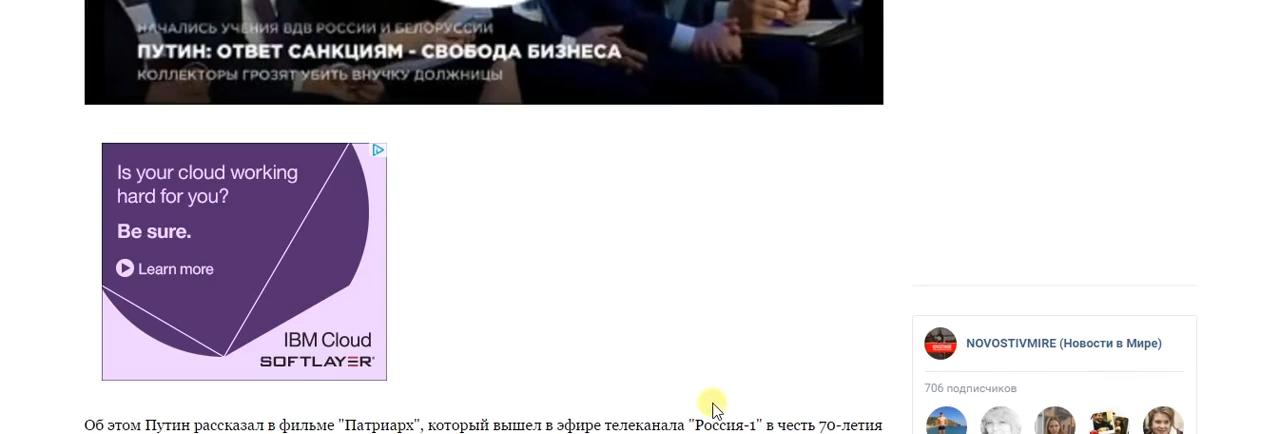 НАЧАЛИСЬ УЧЕНИЯ ВДВ РОССИИ И БЕЛОРУССИИ
ПУТИН: ОТВЕТ САНКЦИЯМ - СВОБОДА БИЗНЕСА
КОЛЛЕКТОРЫ ГРОЗЯТ УБИТЬ ВНУЧКУ ДОЛЖНИЦЫ
Is your cloud working
hard for you?
Be sure.
Learn more
IBM Cloud
SOFTLAYER
NOVOSTIVMIRE (Новости в Мире)
706 подписчиков
Об этом Путин рассказал в фильме "Патриарх", который вышел в эфире телеканала "Россия-1" в честь 70-летия